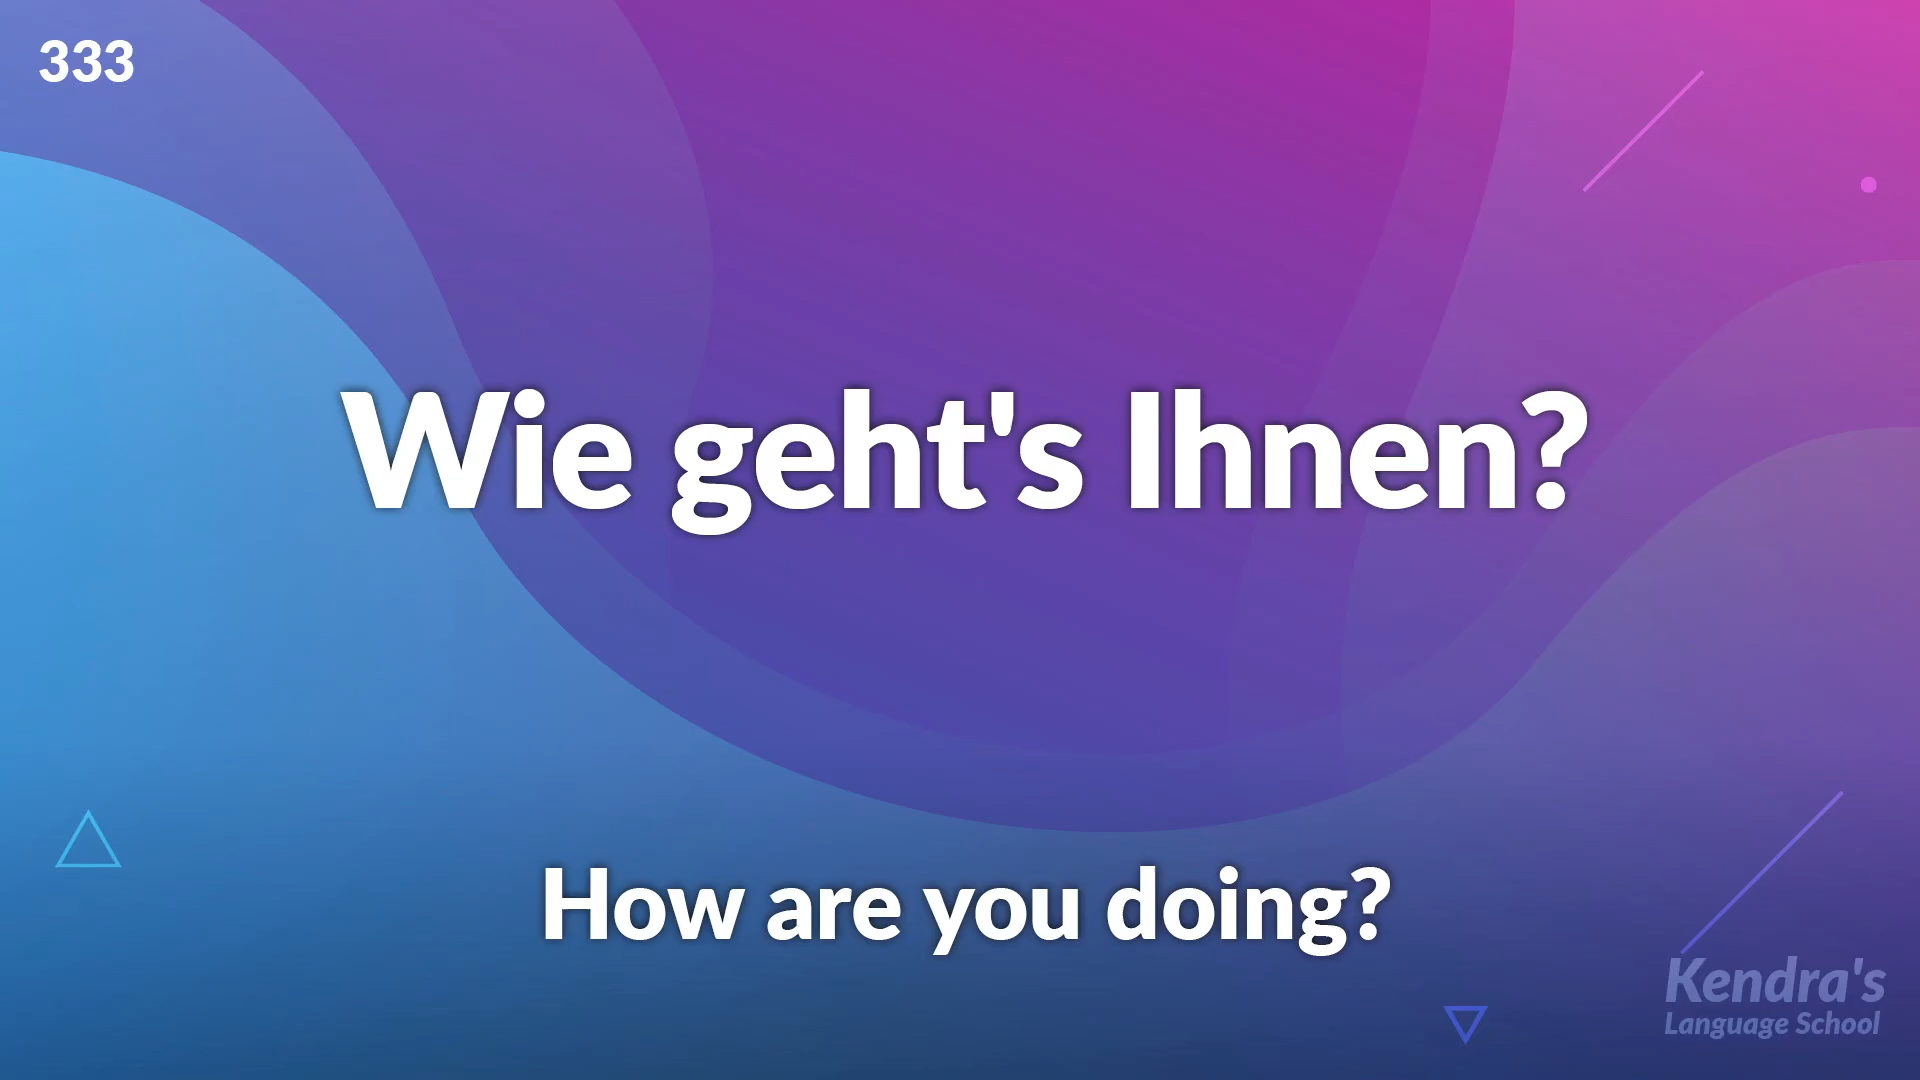 333
Wie geht's Ihnen?
How are you doing?
Kendra's
Language School